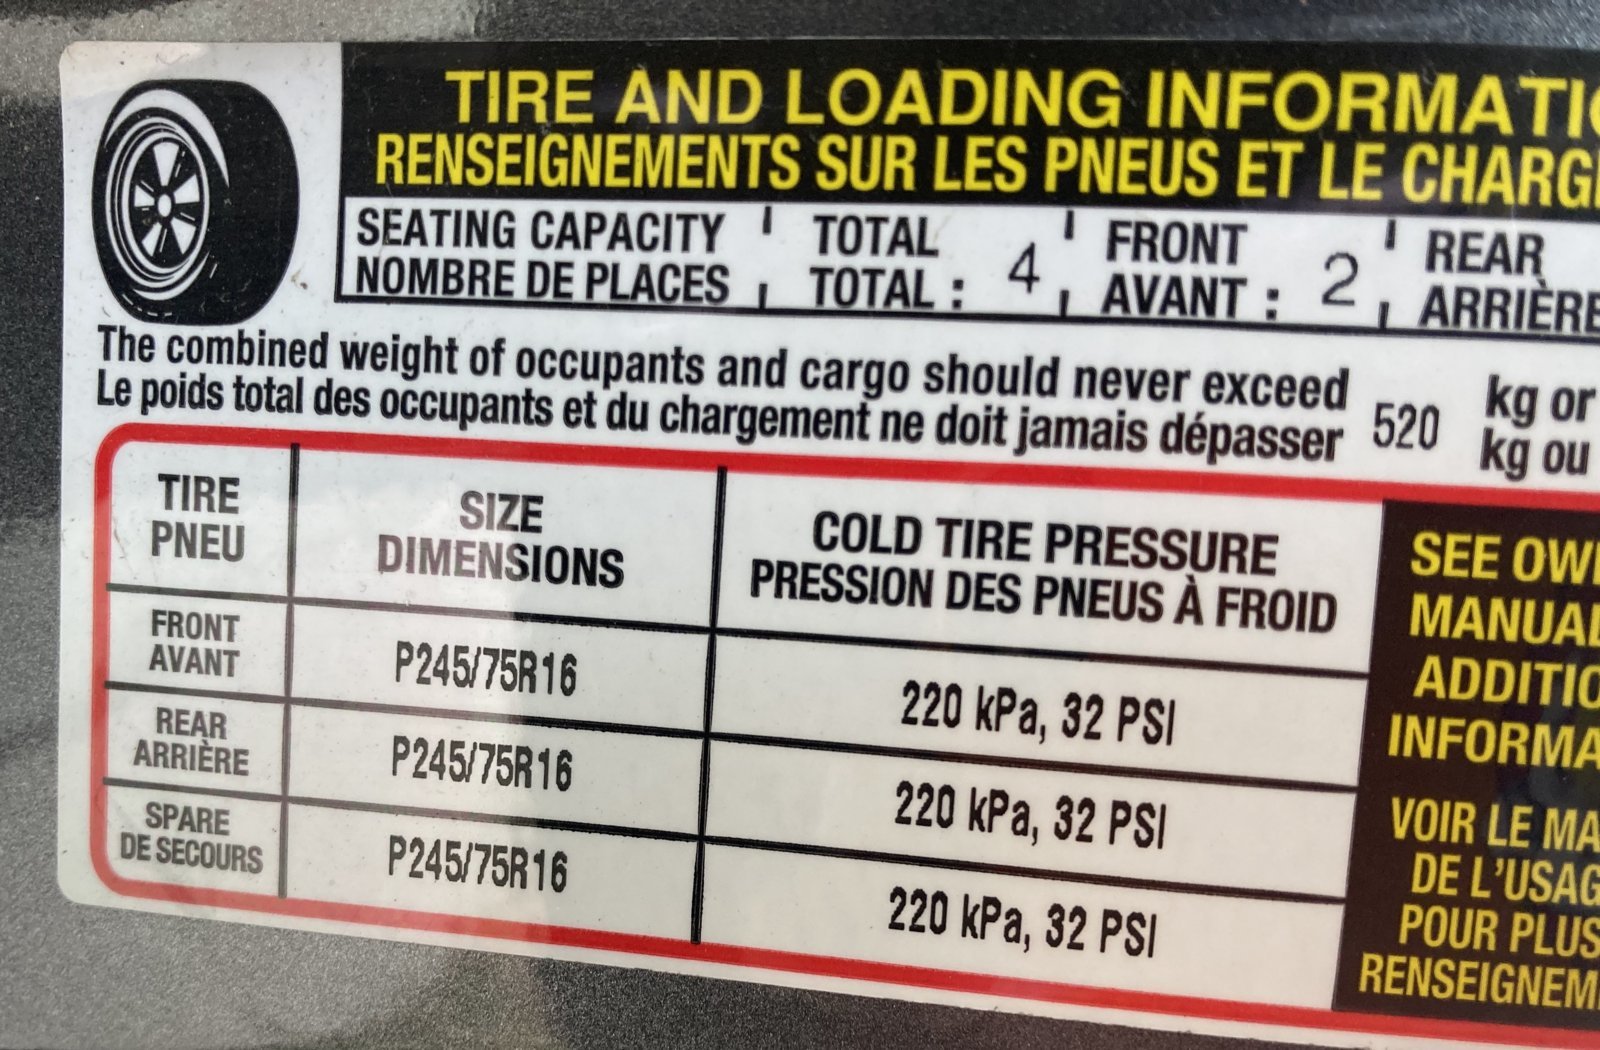 TIRE AND LOADING INFORMATIO
RENSEIGNEMENTS SUR LES PNEUS ET LE CHARGE
SEATING CAPACITY TOTAL FRONT REAR
NOMBRE DE PLACES TOTAL : 4 AVANT : 2 ARRIÈRE
The combined weight of occupants and cargo should never exceed 520 kg or
Le poids total des occupants et du chargement ne doit jamais dépasser kg ou
TIRE
PNEU
SIZE
DIMENSIONS
COLD TIRE PRESSURE
PRESSION DES PNEUS À FROID
FRONT
AVANT
P245/75R16
220 kPa, 32 PSI
REAR
ARRIÈRE
P245/75R16
220 kPa, 32 PSI
SPARE
DE SECOURS
P245/75R16
220 kPa, 32 PSI
SEE OWN
MANUAL
ADDITIO
INFORMA
VOIR LE MA
DE L'USAG
POUR PLUS
RENSEIGNEM